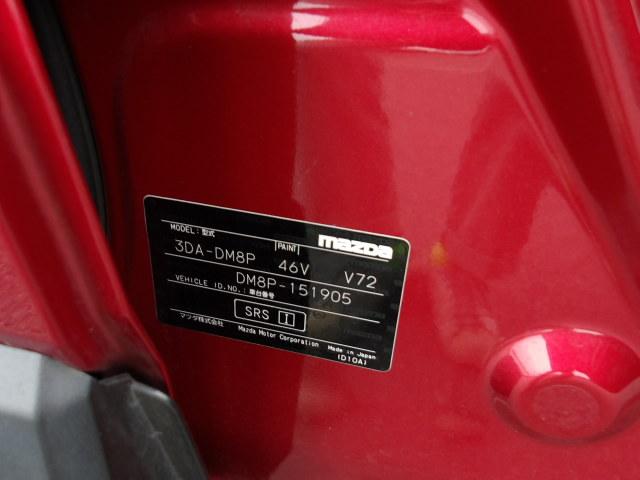 mazda
MODEL: 型式 PAINT
3DA-DM8P 46V V72
DM8P-151905
VEHICLE ID.NO.: 車台番号
SRS I
マツダ株式会社 Mazda Motor Corporation Made in Japan
(D10A)